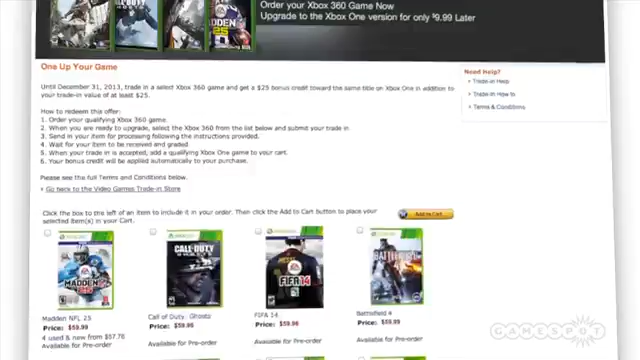 Order your Xbox 360 Game Now
Upgrade to the Xbox One version for only $9.99 Later
MADDEN
25
One Up Your Game
Until December 31, 2013, trade in a select Xbox 360 game and get a $25 bonus credit toward the same title on Xbox One in addition to
your trade-in value of at least $25.
How to redeem this offer:
1. Order your qualifying Xbox 360 game.
2. When you are ready to upgrade, select the Xbox 360 from the list below and submit your trade in
3. Send in your item for processing following the instructions provided.
4. Wait for your item to be received and graded
5. When your trade in is accepted, add a qualifying Xbox One game to your cart.
6. Your bonus credit will be applied automatically to your purchase.
Please see the full Terms and Conditions below.
Go here to the Video Games Trade-in Store
Need Help?
Trade-in Help
Trade-in How to
Terms & Conditions
Click the box to the left of an item to include it in your order. Then click the Add to Cart button to place your
selected item(s) in your Cart.
Add to Cart
CALL OF DUTY
FIFA 14
BATTLEFIELD 4
Madden NFL 25
Price: $59.99
4 used & new from $57.76
Available for Pre-order
Call of Duty: Ghosts
Price: $59.96
Available for Pre-order
FIFA 14
Price: $59.96
Available for Pre-order
Battlefield 4
Price: $59.99
Available for Pre-order
GAMESPOT